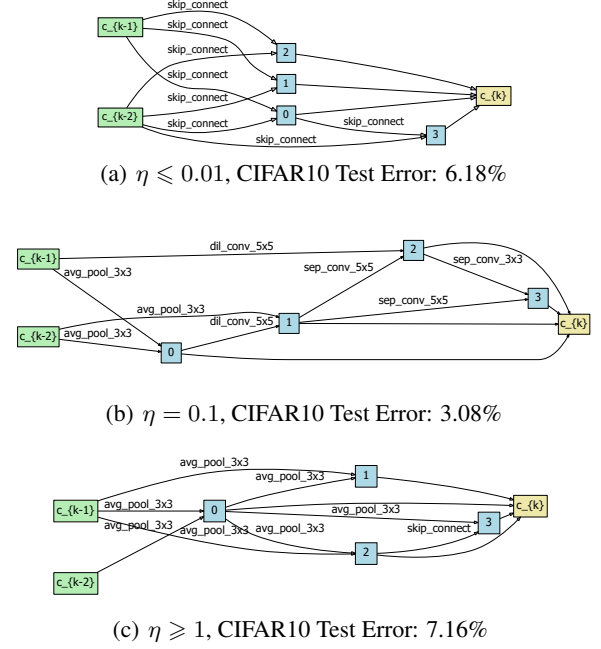 skip_connect
c_{k-1}
skip_connect
skip_connect
2
skip_connect
1
c_{k}
skip_connect
0
c_{k-2}
skip_connect
skip_connect
3
skip_connect
(a) η ⩽ 0.01, CIFAR10 Test Error: 6.18%
dil_conv_5x5
2
c_{k-1}
sep_conv_3x3
avg_pool_3x3
sep_conv_5x5
3
sep_conv_5x5
avg_pool_3x3
c_{k-2}
avg_pool_3x3
dil_conv_5x5
1
c_{k}
0
(b) η = 0.1, CIFAR10 Test Error: 3.08%
avg_pool_3x3
1
avg_pool_3x3
c_{k-1}
avg_pool_3x3
0
avg_pool_3x3
c_{k}
3
avg_pool_3x3
avg_pool_3x3
avg_pool_3x3
skip_connect
2
c_{k-2}
(c) η ⩾ 1, CIFAR10 Test Error: 7.16%